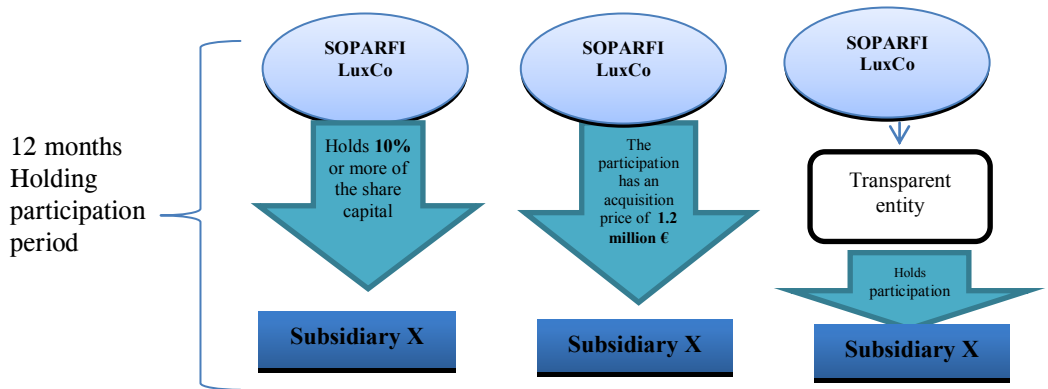 12 months
Holding
participation
period
SOPARFI
LuxCo
Holds 10%
or more of
the share
capital
Subsidiary X
SOPARFI
LuxCo
The
participation
has an
acquisition
price of 1.2
million €
Subsidiary X
SOPARFI
LuxCo
Transparent
entity
Holds
participation
Subsidiary X